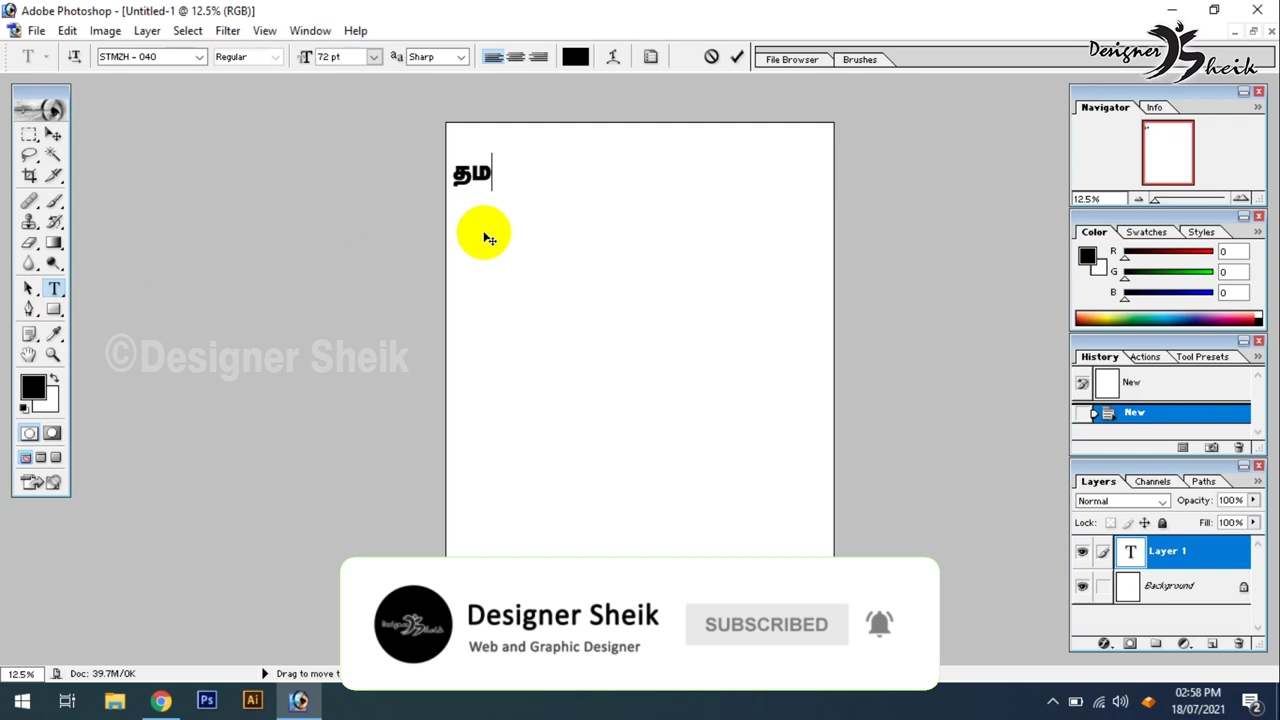 Adobe Photoshop - [Untitled-1 @ 12.5% (RGB)]
File Edit Image Layer Select Filter View Window Help
Designer Sheik
T STMZH - 040 Regular 72 pt aa Sharp File Browser Brushes
Navigator Info
தம
12.5%
Color Swatches Styles
R 0
G 0
B 0
©Designer Sheik
History Actions Tool Presets
New
New
Layers Channels Paths
Normal Opacity: 100%
Lock: Fill: 100%
T Layer 1
Background
Designer Sheik
Web and Graphic Designer
SUBSCRIBED
12.5% Doc: 39.7M/0K Drag to move t
Ps Ai 02:58 PM
18/07/2021 2